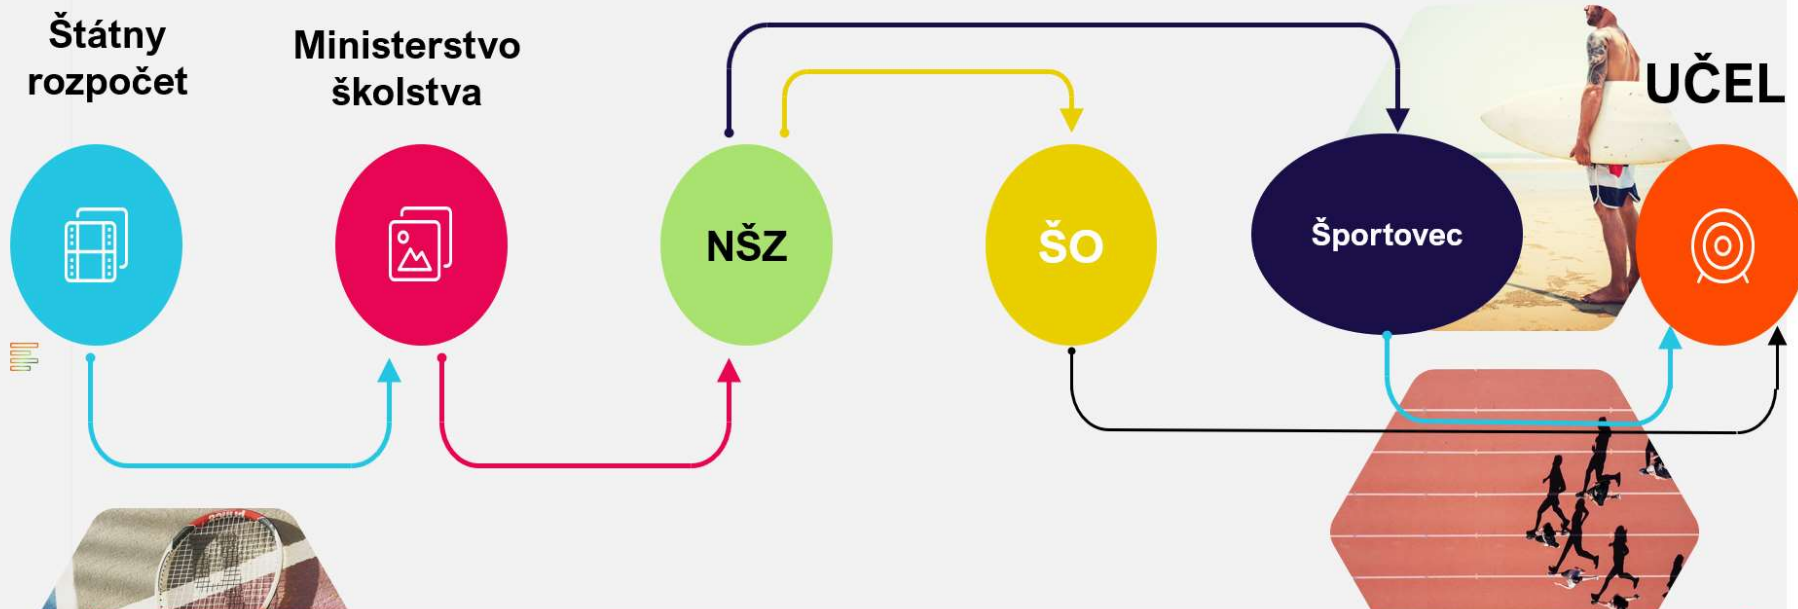 Štátny
rozpočet
Ministerstvo
školstva
NŠZ
ŠO
Športovec
UČEL